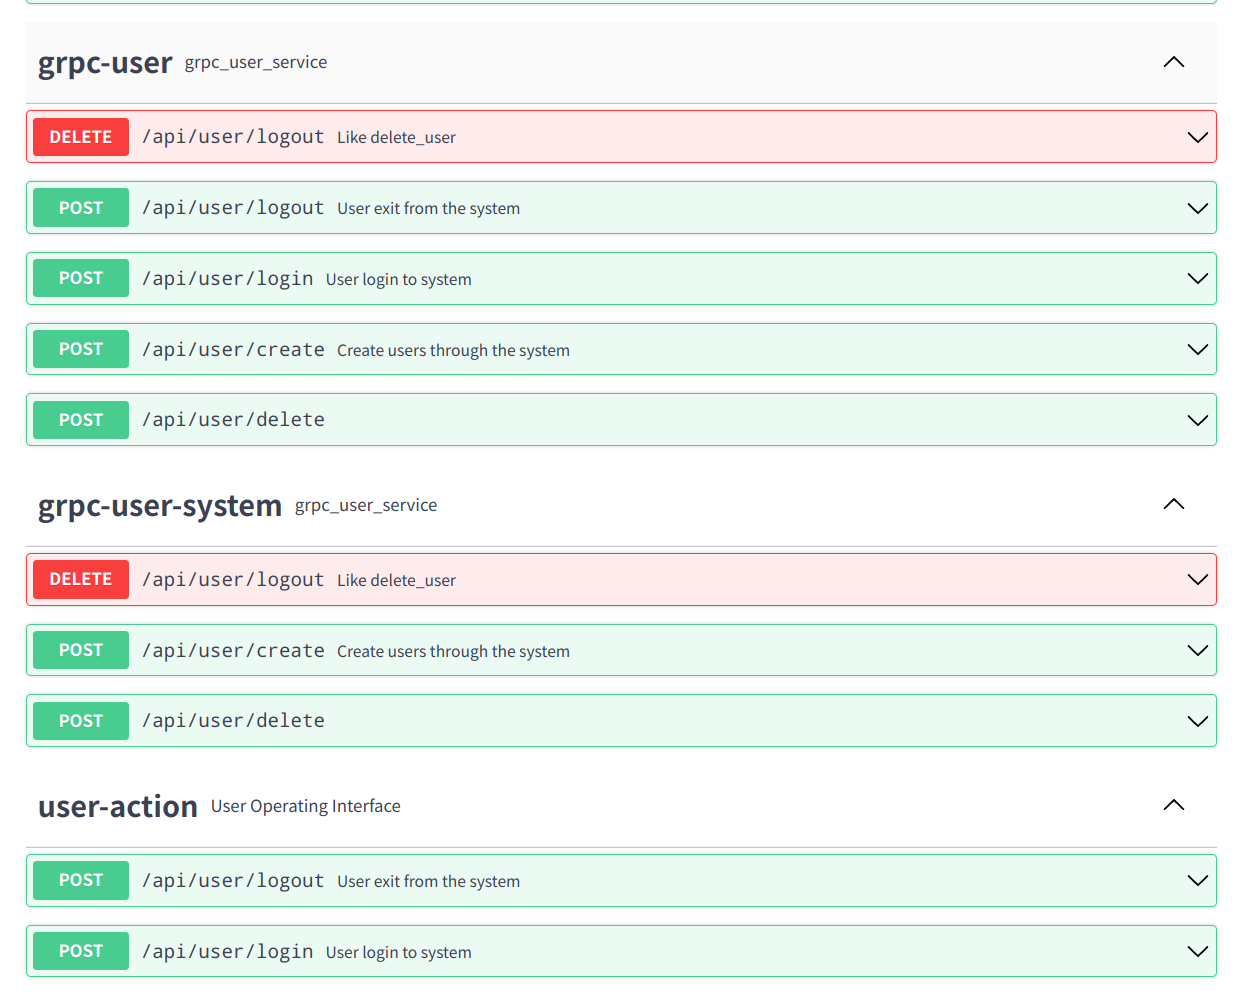 grpc-user grpc_user_service
DELETE /api/user/logout Like delete_user
POST /api/user/logout User exit from the system
POST /api/user/login User login to system
POST /api/user/create Create users through the system
POST /api/user/delete
grpc-user-system grpc_user_service
DELETE /api/user/logout Like delete_user
POST /api/user/create Create users through the system
POST /api/user/delete
user-action User Operating Interface
POST /api/user/logout User exit from the system
POST /api/user/login User login to system